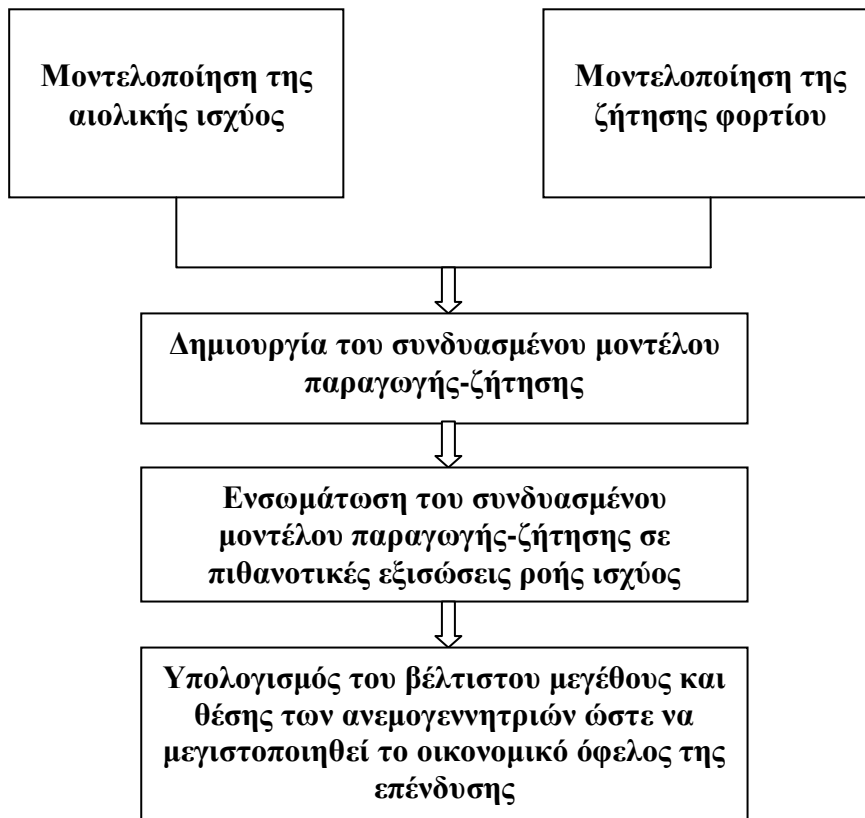 Μοντελοποίηση της
αιολικής ισχύος
Μοντελοποίηση της
ζήτησης φορτίου
Δημιουργία του συνδυασμένου μοντέλου
παραγωγής-ζήτησης
Ενσωμάτωση του συνδυασμένου
μοντέλου παραγωγής-ζήτησης σε
πιθανοτικές εξισώσεις ροής ισχύος
Υπολογισμός του βέλτιστου μεγέθους και
θέσης των ανεμογεννητριών ώστε να
μεγιστοποιηθεί το οικονομικό όφελος της
επένδυσης